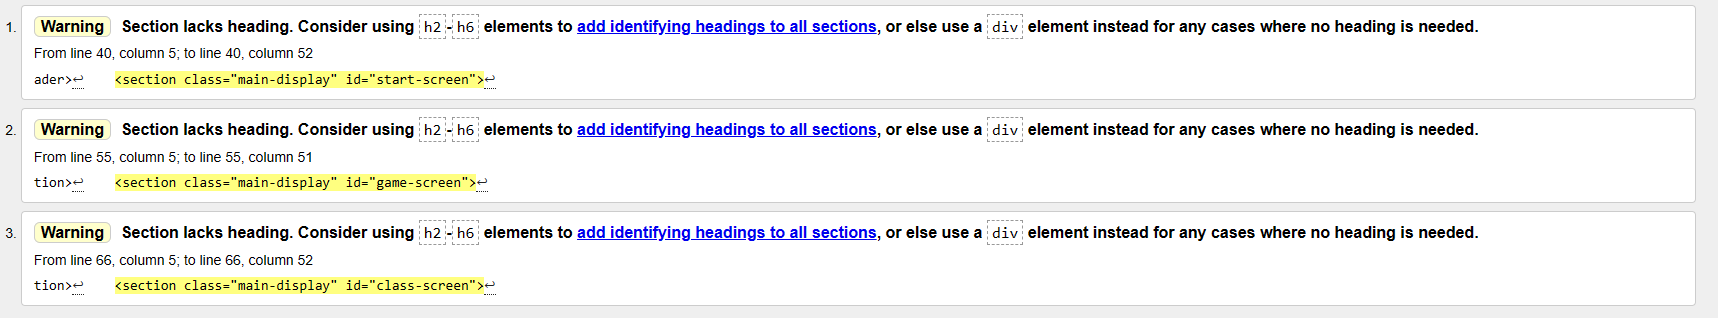 1. Warning Section lacks heading. Consider using h2-h6 elements to add identifying headings to all sections, or else use a div element instead for any cases where no heading is needed.
From line 40, column 5; to line 40, column 52
ader>↩ <section class="main-display" id="start-screen">↩
2. Warning Section lacks heading. Consider using h2-h6 elements to add identifying headings to all sections, or else use a div element instead for any cases where no heading is needed.
From line 55, column 5; to line 55, column 51
tion>↩ <section class="main-display" id="game-screen">↩
3. Warning Section lacks heading. Consider using h2-h6 elements to add identifying headings to all sections, or else use a div element instead for any cases where no heading is needed.
From line 66, column 5; to line 66, column 52
tion>↩ <section class="main-display" id="class-screen">↩